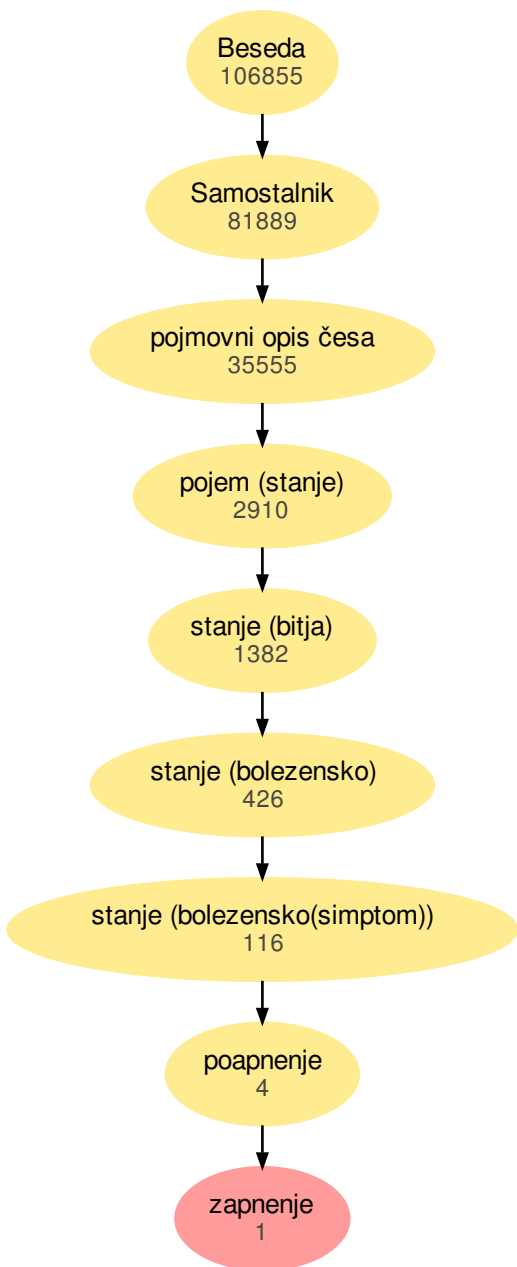 Beseda
106855
Samostalnik
81889
pojmovni opis česa
35555
pojem (stanje)
2910
stanje (bitja)
1382
stanje (bolezensko)
426
stanje (bolezensko(simptom))
116
poapnenje
4
zapnenje
1